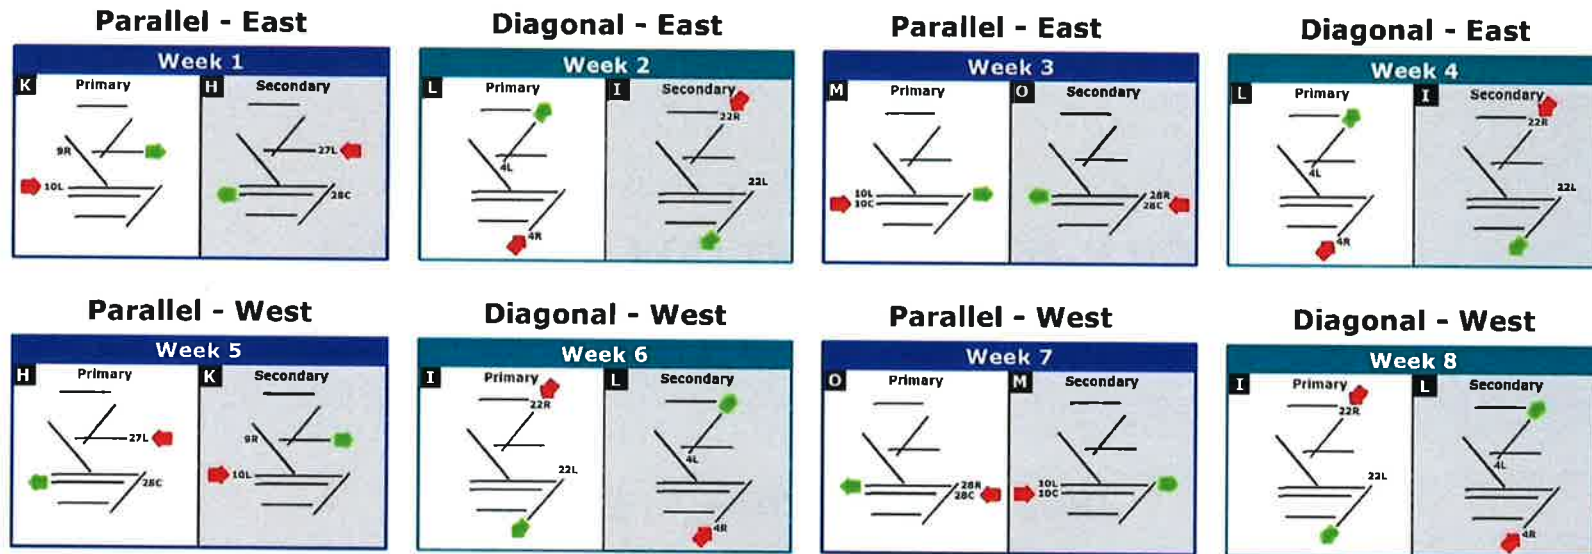 Parallel - East
Week 1
K Primary
9R
10L
H Secondary
27L
28C
Diagonal - East
Week 2
L Primary
4L
4R
I Secondary
22R
22L
Parallel - East
Week 3
M Primary
10L
10C
O Secondary
28R
28C
Diagonal - East
Week 4
L Primary
4L
4R
I Secondary
22R
22L
4R
Parallel - West
Week 5
H Primary
27L
28C
K Secondary
9R
10L
Diagonal - West
Week 6
I Primary
22R
22L
L Secondary
4L
4R
Parallel - West
Week 7
O Primary
28R
28C
M Secondary
10L
10C
Diagonal - West
Week 8
I Primary
22R
22L
L Secondary
4L
4R